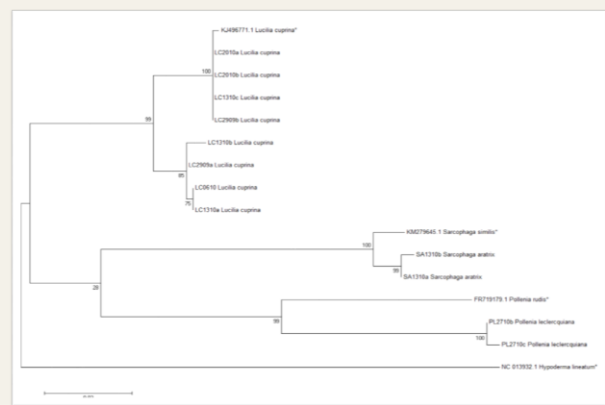 KJ496771.1 Lucilia cuprina*
LC2010a Lucilia cuprina
100
LC2010b Lucilia cuprina
LC1310c Lucilia cuprina
99
LC2909b Lucilia cuprina
LC1310b Lucilia cuprina
LC2909a Lucilia cuprina
85
LC0610 Lucilia cuprina
75
LC1310a Lucilia cuprina
KM279645.1 Sarcophaga similis*
100
SA1310b Sarcophaga aratrix
99
SA1310a Sarcophaga aratrix
28
FR719179.1 Pollenia rudis*
99
PL2710b Pollenia leclercquiana
100
PL2710c Pollenia leclercquiana
NC 013932.1 Hypoderma lineatum*